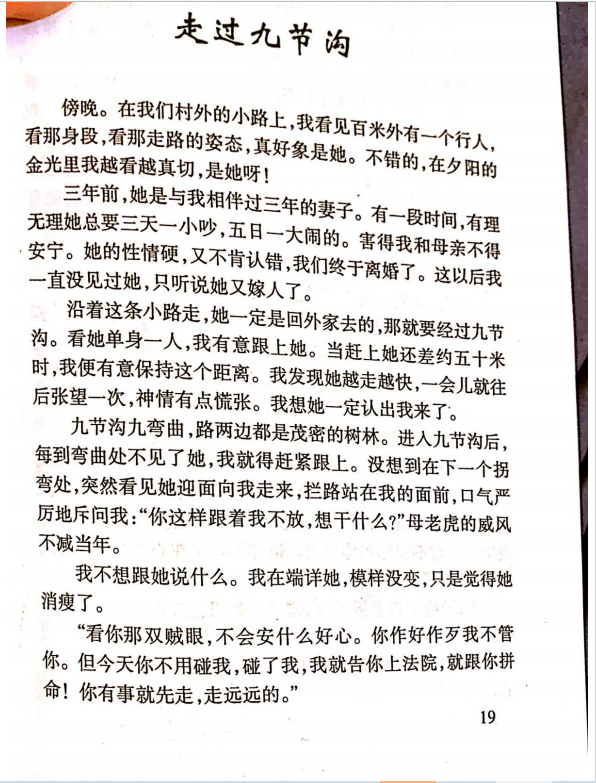 走过九节沟
傍晚。在我们村外的小路上，我看见百米外有一个行人，
看那身段，看那走路的姿态，真好象是她。不错的，在夕阳的
金光里我越看越真切，是她呀！
三年前，她是与我相伴过三年的妻子。有一段时间，有理
无理她总要三天一小吵，五日一大闹的。害得我和母亲不得
安宁。她的性情硬，又不肯认错，我们终于离婚了。这以后我
一直没见过她，只听说她又嫁人了。
沿着这条小路走，她一定是回外家去的，那就要经过九节
沟。看她单身一人，我有意跟上她。当赶上她还差约五十米
时，我便有意保持这个距离。我发现她越走越快，一会儿就往
后张望一次，神情有点慌张。我想她一定认出我来了。
九节沟九弯曲，路两边都是茂密的树林。进入九节沟后，
每到弯曲处不见了她，我就得赶紧跟上。没想到在下一个拐
弯处，突然看见她迎面向我走来，拦路站在我的面前，口气严
厉地斥问我：“你这样跟着我不放，想干什么？”母老虎的威风
不减当年。
我不想跟她说什么。我在端详她，模样没变，只是觉得她
消瘦了。
“看你那双贼眼，不会安什么好心。你作好作歹我不管
你。但今天你不用碰我，碰了我，我就告你上法院，就跟你拼
命！你有事就先走，走远远的。”
19